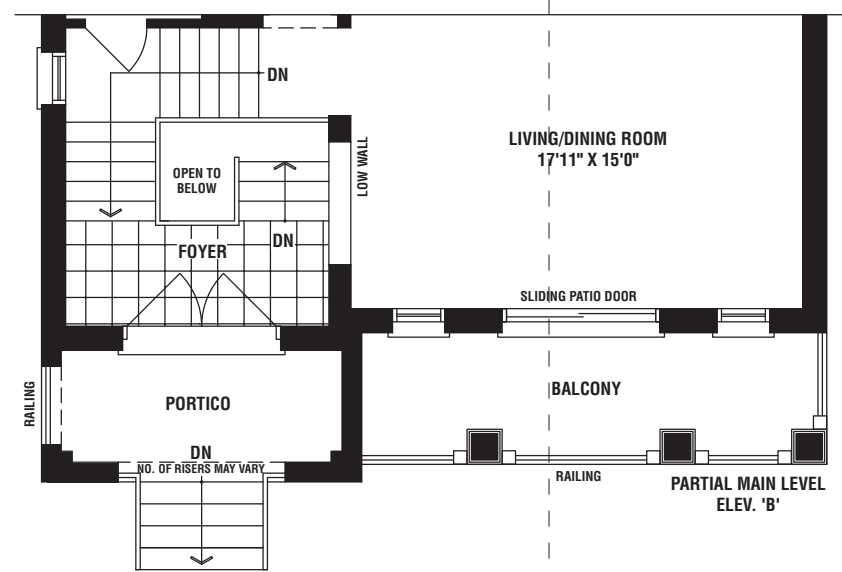 DN
LIVING/DINING ROOM
17'11" X 15'0"
LOW WALL
OPEN TO
BELOW
DN
FOYER
SLIDING PATIO DOOR
RAILING
PORTICO
BALCONY
DN
NO. OF RISERS MAY VARY
RAILING
PARTIAL MAIN LEVEL
ELEV. 'B'